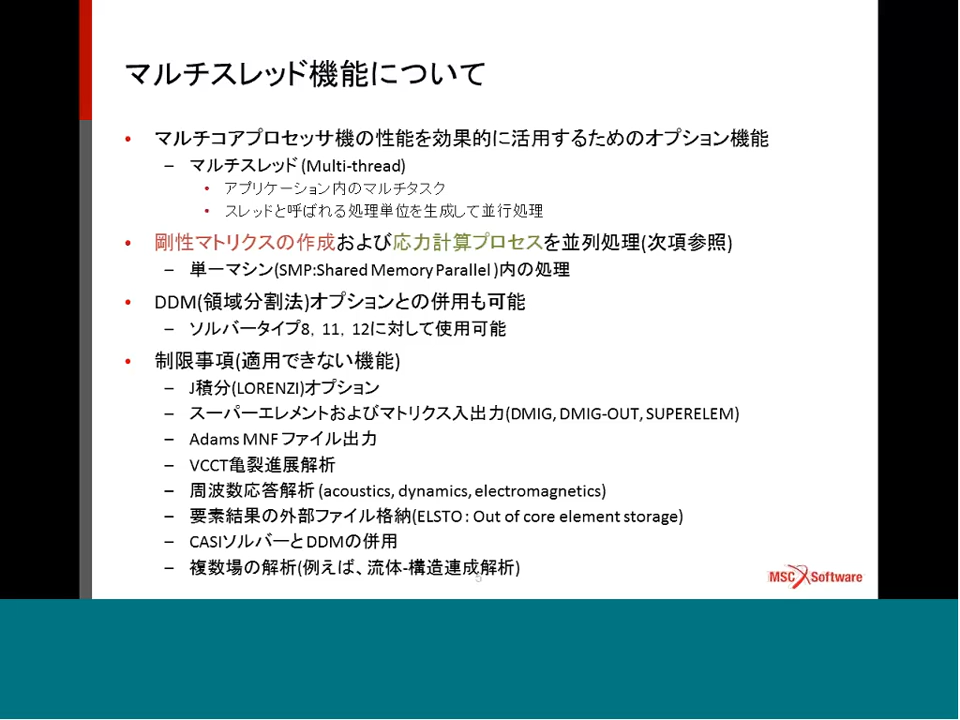 マルチスレッド機能について
• マルチコアプロセッサ機の性能を効果的に活用するためのオプション機能
– マルチスレッド (Multi-thread)
• アプリケーション内のマルチタスク
• スレッドと呼ばれる処理単位を生成して並行処理
• 剛性マトリクスの作成および応力計算プロセスを並列処理(次項参照)
– 単一マシン(SMP:Shared Memory Parallel )内の処理
• DDM(領域分割法)オプションとの併用も可能
– ソルバータイプ8, 11, 12に対して使用可能
• 制限事項(適用できない機能)
– J積分(LORENZI)オプション
– スーパーエレメントおよびマトリクス入出力(DMIG, DMIG-OUT, SUPERELEM)
– Adams MNF ファイル出力
– VCCT亀裂進展解析
– 周波数応答解析 (acoustics, dynamics, electromagnetics)
– 要素結果の外部ファイル格納(ELSTO : Out of core element storage)
– CASIソルバーとDDMの併用
– 複数場の解析(例えば、流体-構造連成解析)
5
MSC Software